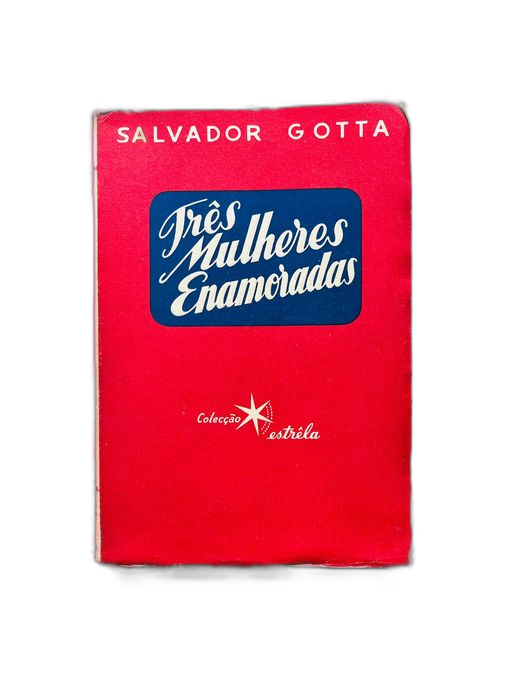 SALVADOR GOTTA
Três
Mulheres
Enamoradas
Colecção
estrêla